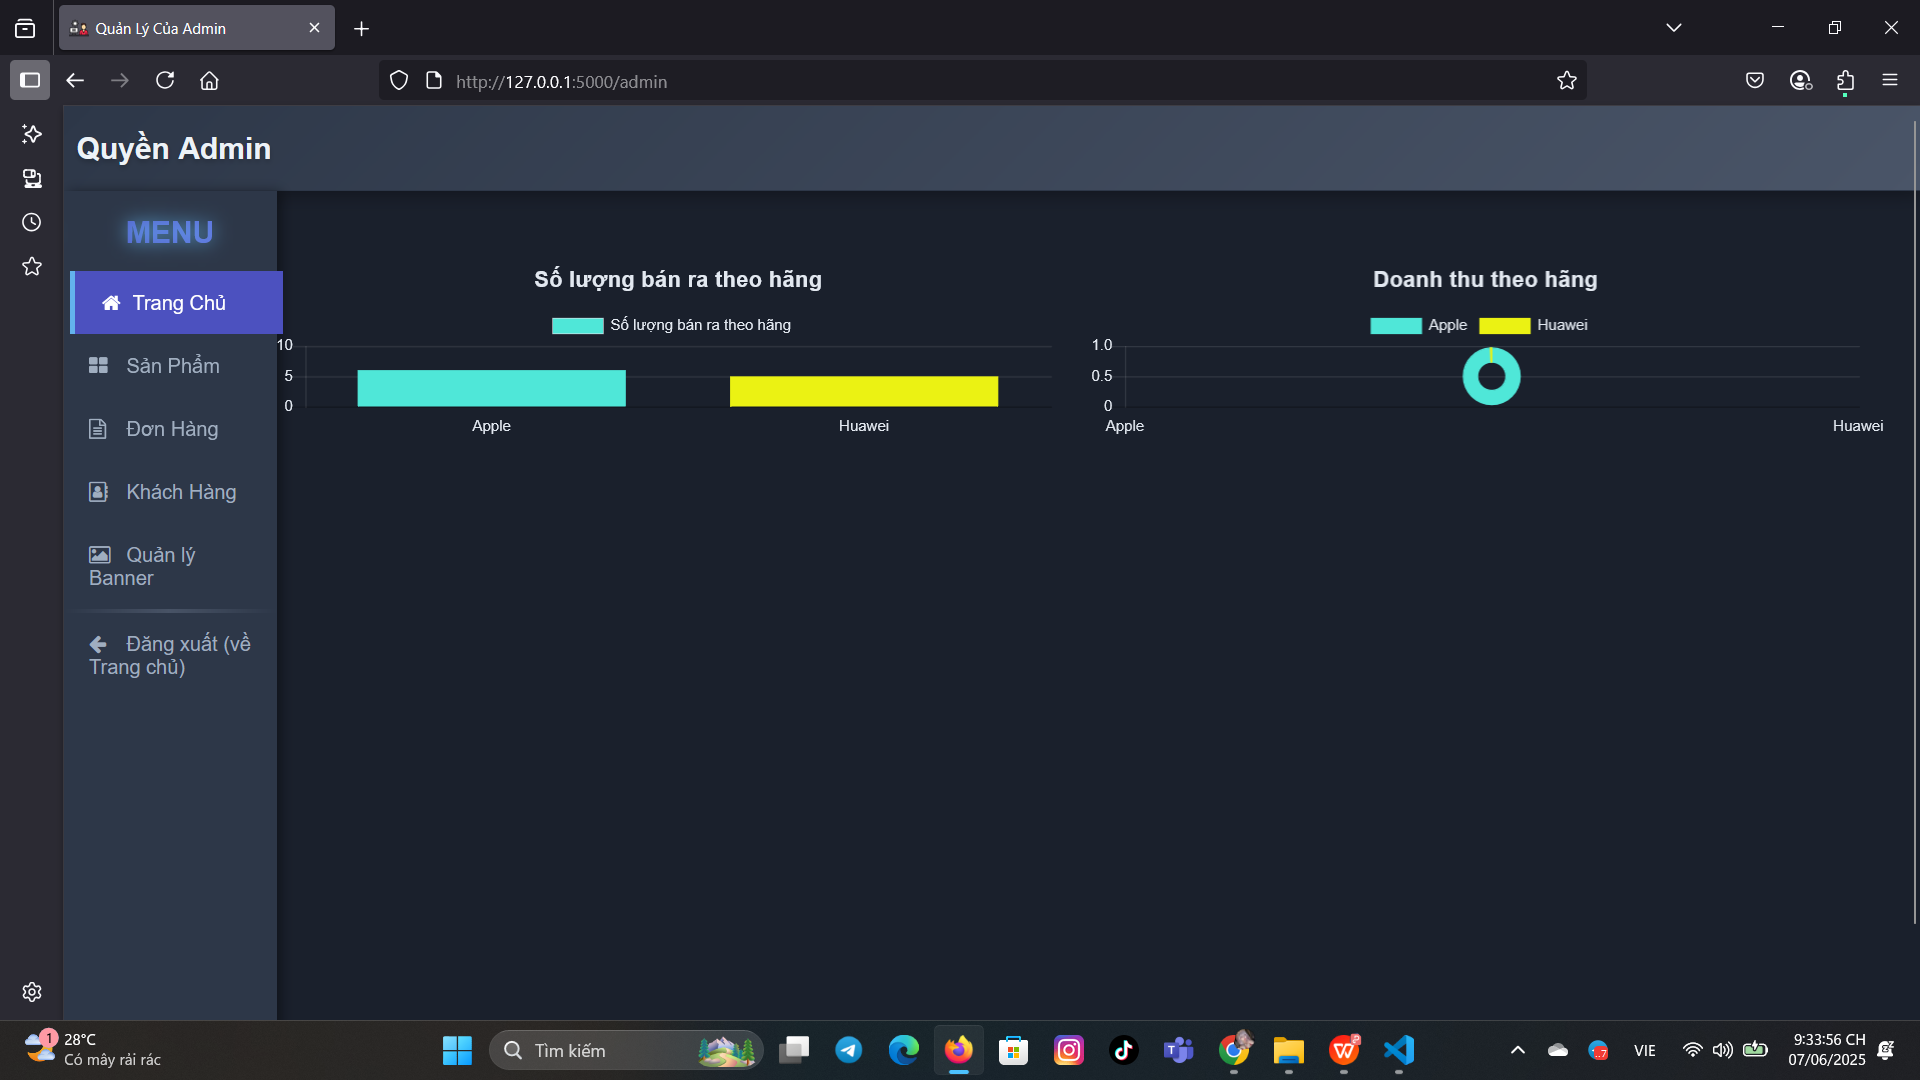 Quản Lý Của Admin
http://127.0.0.1:5000/admin
Quyền Admin
MENU
Trang Chủ
Sản Phẩm
Đơn Hàng
Khách Hàng
Quản lý
Banner
Đăng xuất (về
Trang chủ)
Số lượng bán ra theo hãng
Số lượng bán ra theo hãng
10
5
0
Apple Huawei
Doanh thu theo hãng
Apple Huawei
1.0
0.5
0
Apple Huawei
1
28°C
Có mây rải rác
Tìm kiếm
VIE
9:33:56 CH
07/06/2025